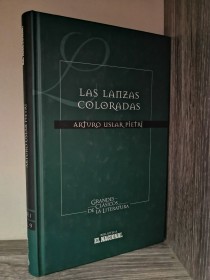 LAS LANZAS
COLORADAS
ARTURO USLAR PIETRI
GRANDES
CLÁSICOS
DE LA LITERATURA
EL NACIONAL